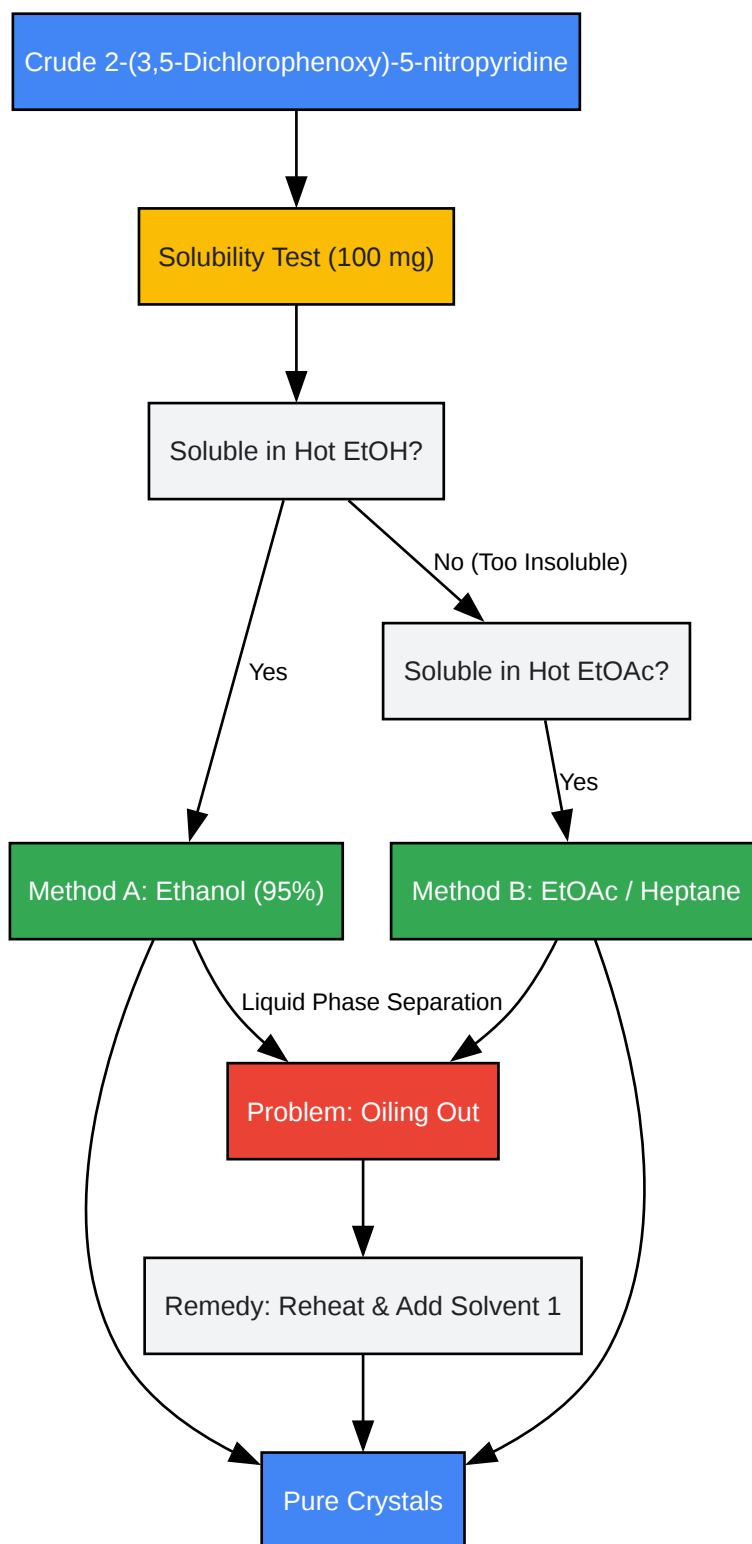 Crude 2-(3,5-Dichlorophenoxy)-5-nitropyridine
Solubility Test (100 mg)
Soluble in Hot EtOH?
No (Too Insoluble)
Soluble in Hot EtOAc?
Yes
Yes
Method A: Ethanol (95%)
Method B: EtOAc / Heptane
Liquid Phase Separation
Problem: Oiling Out
Remedy: Reheat & Add Solvent 1
Pure Crystals